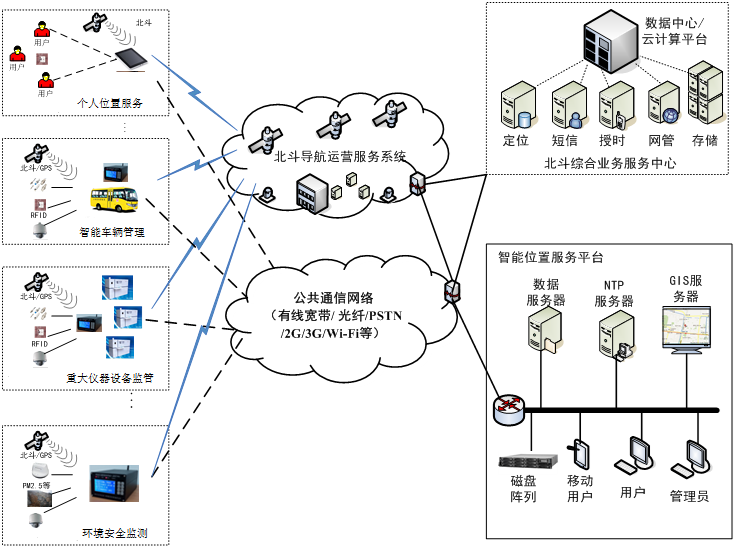 北斗
用户
用户
用户
个人位置服务
北斗/GPS
RFID
智能车辆管理
北斗/GPS
RFID
重大仪器设备监管
北斗/GPS
PM2.5等
环境安全监测
北斗导航运营服务系统
公共通信网络
（有线宽带/ 光纤/PSTN
/2G/3G/Wi-Fi等）
数据中心/
云计算平台
定位
短信
授时
网管
存储
北斗综合业务服务中心
智能位置服务平台
数据
服务器
NTP
服务器
GIS服
务器
磁盘
阵列
移动
用户
用户
管理员